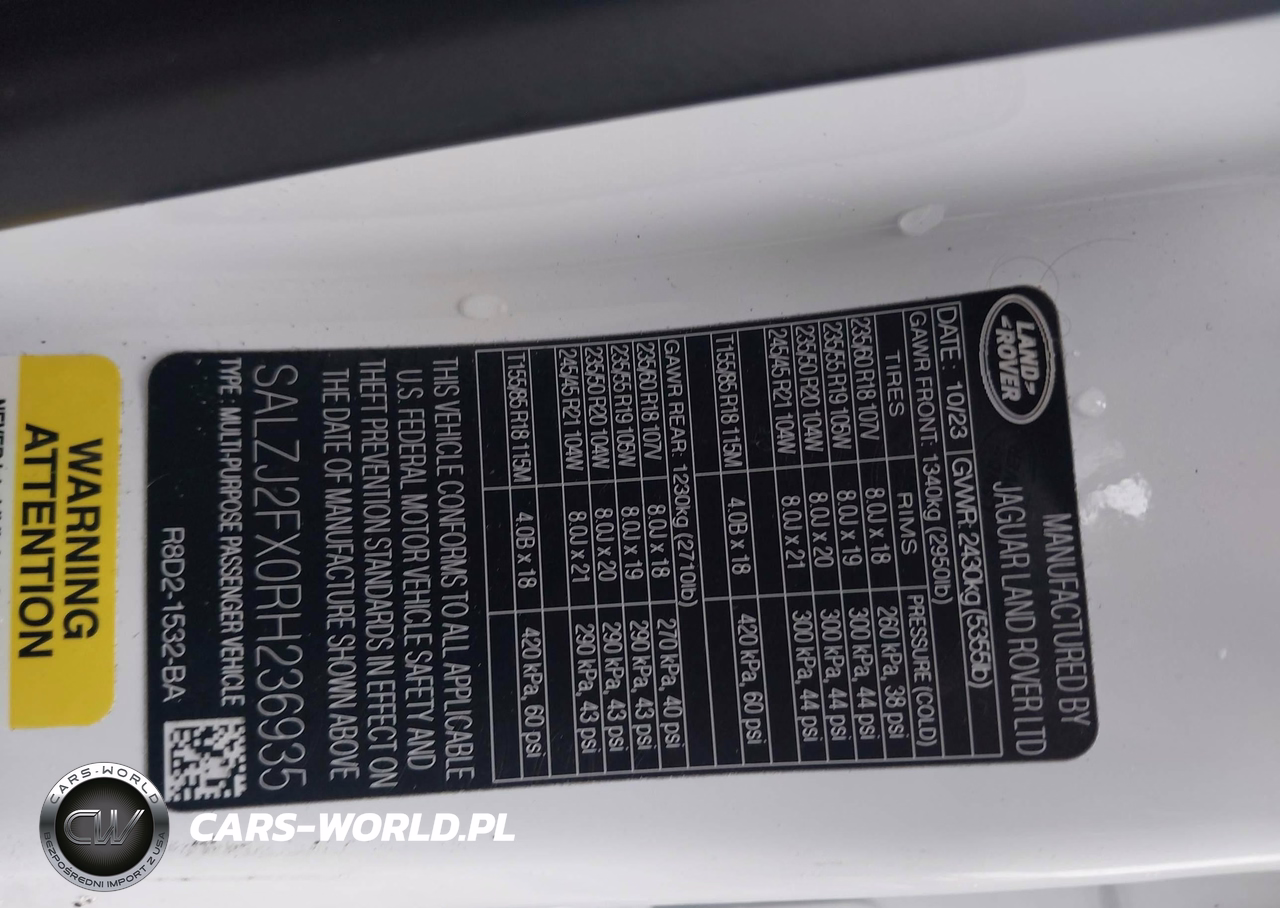 LAND-
-ROVER
MANUFACTURED BY
JAGUAR LAND ROVER LTD
DATE : 10/23 GVWR: 2430kg (5355lb)
GAWR FRONT: 1340kg (2950lb)
TIRES RIMS PRESSURE (COLD)
235/60 R18 107V 8.0J x 18 260 kPa, 38 psi
235/55 R19 105W 8.0J x 19 300 kPa, 44 psi
235/50 R20 104W 8.0J x 20 300 kPa, 44 psi
245/45 R21 104W 8.0J x 21 300 kPa, 44 psi
T155/85 R18 115M 4.0B x 18 420 kPa, 60 psi
GAWR REAR: 1230kg (2710lb)
235/60 R18 107V 8.0J x 18 270 kPa, 40 psi
235/55 R19 105W 8.0J x 19 290 kPa, 43 psi
235/50 R20 104W 8.0J x 20 290 kPa, 43 psi
245/45 R21 104W 8.0J x 21 290 kPa, 43 psi
T155/85 R18 115M 4.0B x 18 420 kPa, 60 psi
THIS VEHICLE CONFORMS TO ALL APPLICABLE
U.S. FEDERAL MOTOR VEHICLE SAFETY AND
THEFT PREVENTION STANDARDS IN EFFECT ON
THE DATE OF MANUFACTURE SHOWN ABOVE
SALZJ2FX0RH236935
TYPE : MULTI-PURPOSE PASSENGER VEHICLE
R8D2-1532-BA
WARNING
ATTENTION
CARS-WORLD
CW
BEZPOŚREDNI IMPORT Z USA
CARS-WORLD.PL